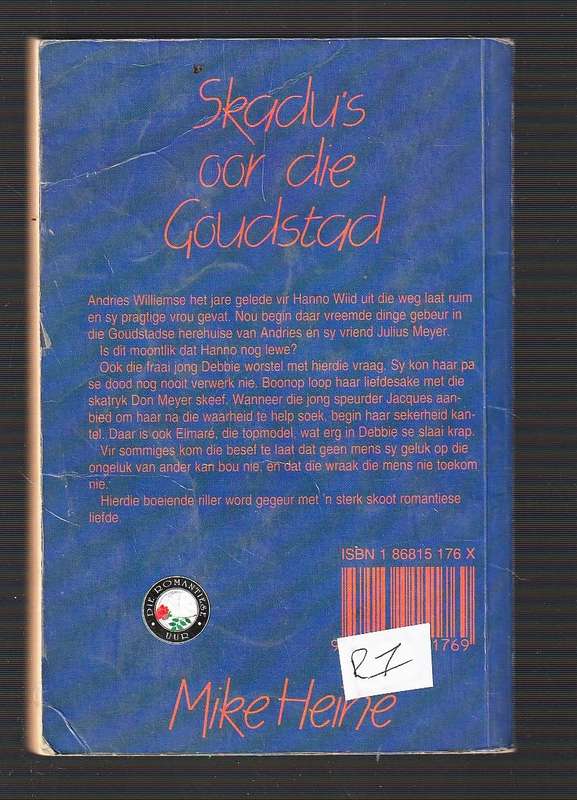 Skadu's
oor die
Goudstad
Andries Williemse het jare gelede vir Hanno Wiid uit die weg laat ruim
en sy pragtige vrou gevat. Nou begin daar vreemde dinge gebeur in
die Goudstadse herehuise van Andries en sy vriend Julius Meyer.
Is dit moontlik dat Hanno nog lewe?
Ook die fraai jong Debbie worstel met hierdie vraag. Sy kon haar pa
se dood nog nooit verwerk nie. Boonop loop haar liefdesake met die
skatryk Don Meyer skeef. Wanneer die jong speurder Jacques aan-
bied om haar na die waarheid te help soek, begin haar sekerheid kan-
tel. Daar is ook Elmaré, die topmodel, wat erg in Debbie se slaai krap.
Vir sommiges kom die besef te laat dat geen mens sy geluk op die
ongeluk van ander kan bou nie, en dat die wraak die mens nie toekom
nie.
Hierdie boeiende riller word gegeur met 'n sterk skoot romantiese
liefde.
ISBN 1 86815 176 X
9 1769
R1
DIE ROMANTIESE UUR
Mike Heine